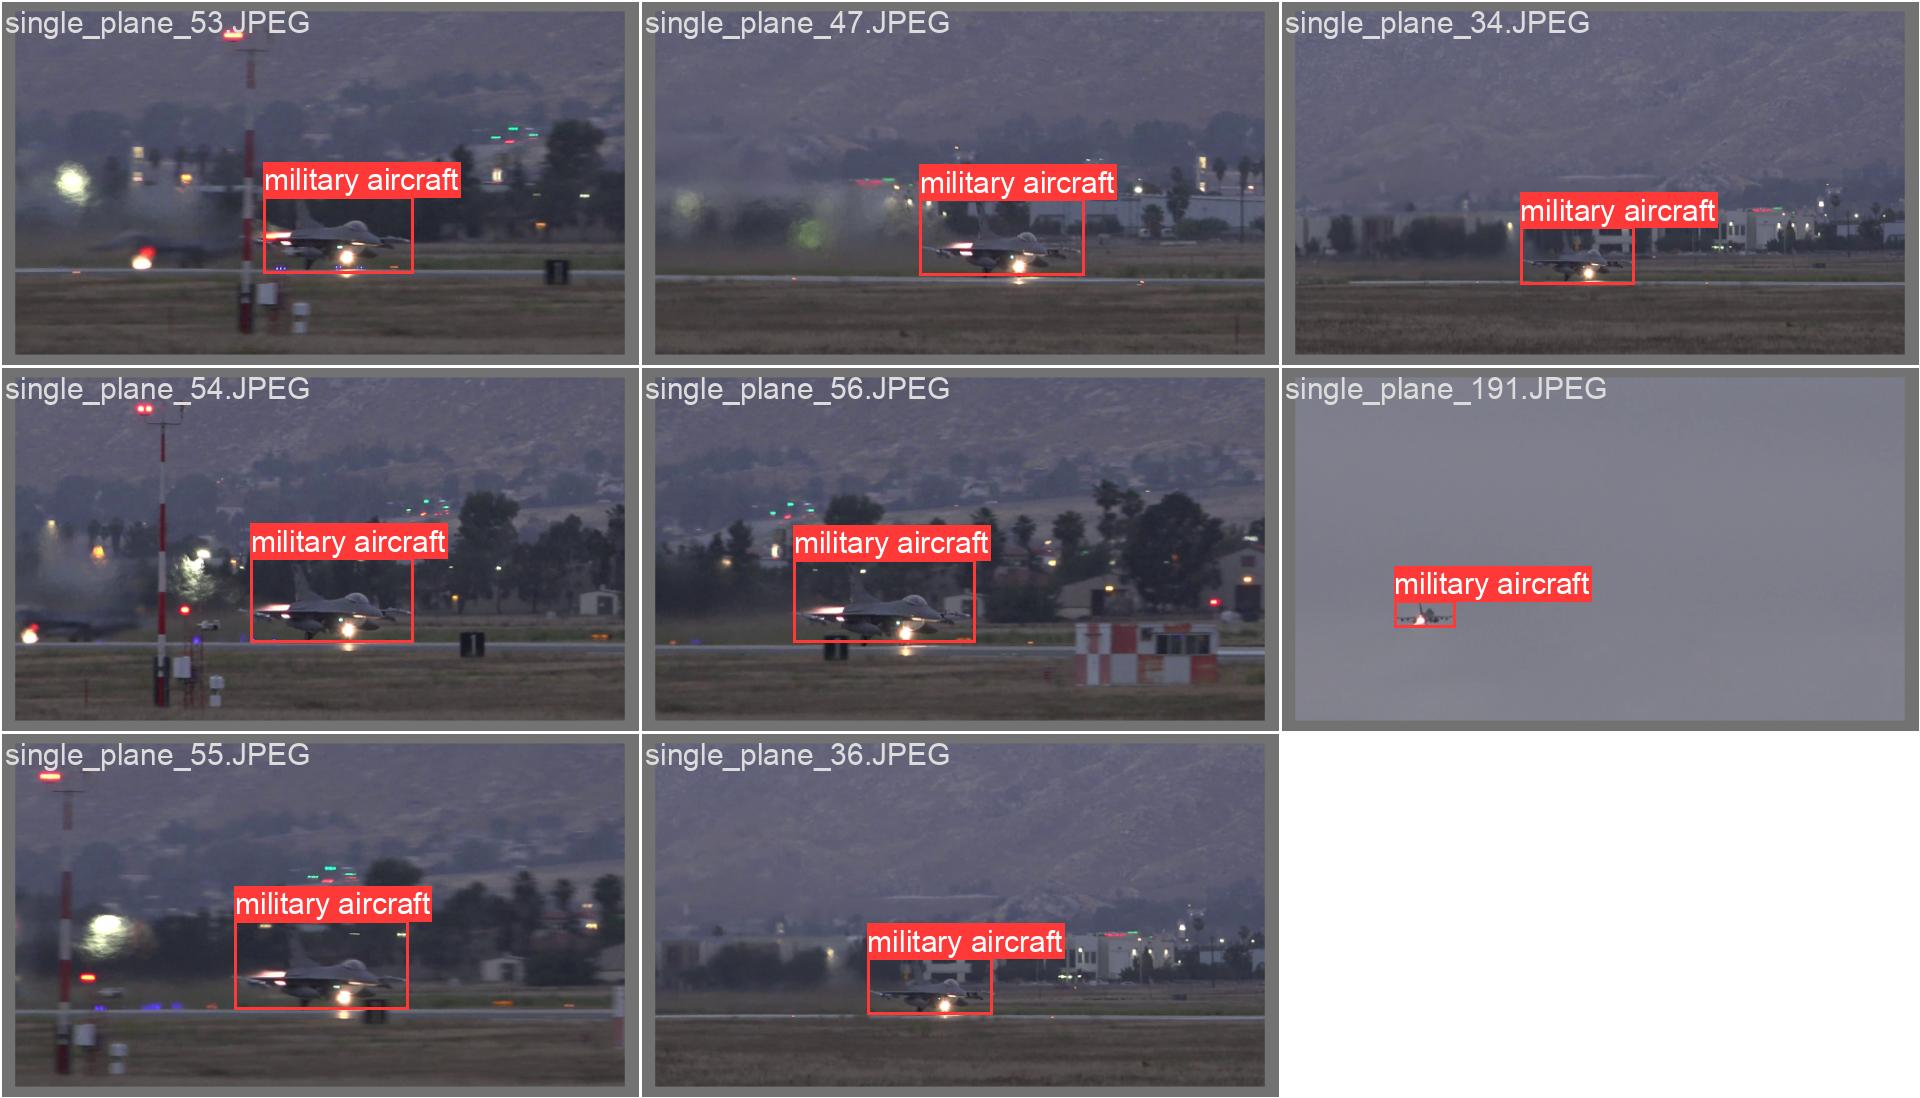 single_plane_53.JPEG
military aircraft
single_plane_47.JPEG
military aircraft
single_plane_34.JPEG
military aircraft
single_plane_54.JPEG
military aircraft
1
single_plane_56.JPEG
military aircraft
single_plane_191.JPEG
military aircraft
single_plane_55.JPEG
military aircraft
single_plane_36.JPEG
military aircraft